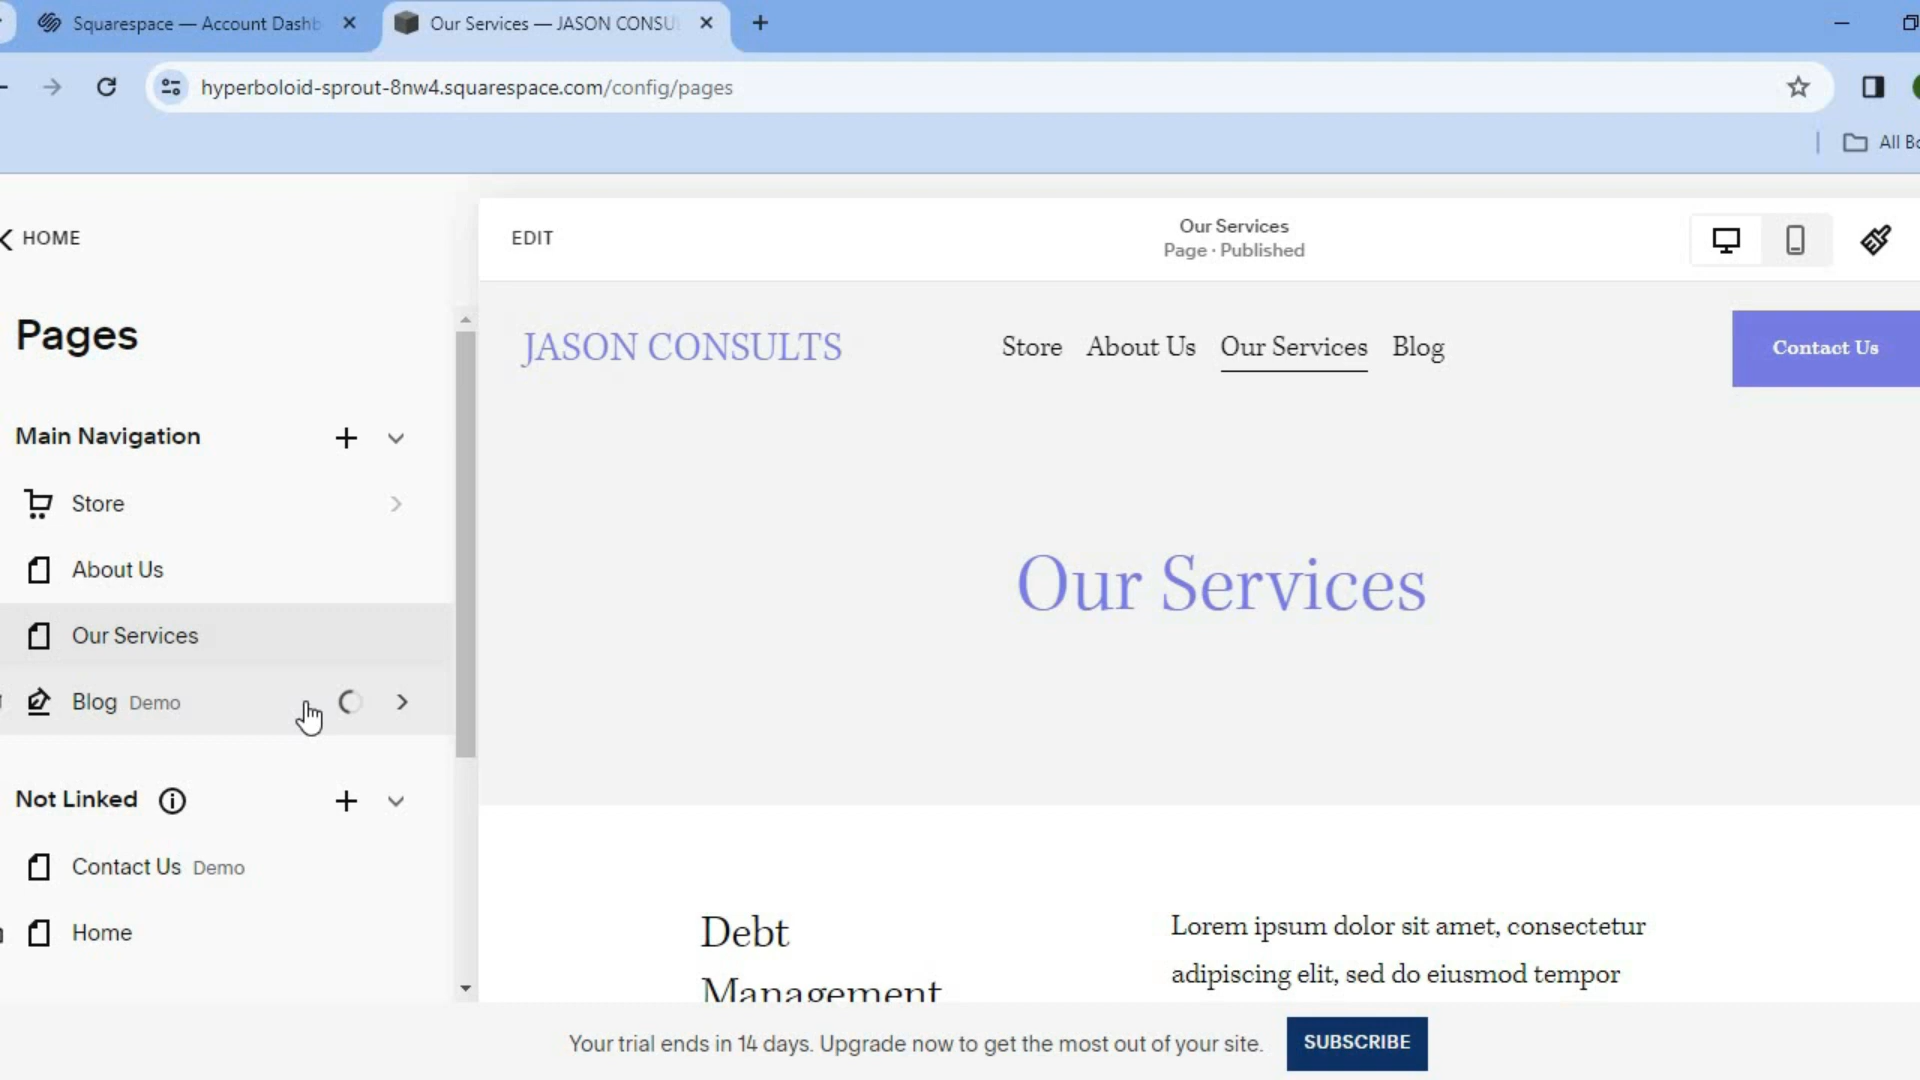 Squarespace — Account Dashb
Our Services — JASON CONSU
hyperboloid-sprout-8nw4.squarespace.com/config/pages
All Bo
HOME
EDIT
Our Services
Page · Published
Pages
JASON CONSULTS
Store
About Us
Our Services
Blog
Contact Us
Main Navigation
Store
About Us
Our Services
Blog Demo
Our Services
Not Linked
Contact Us Demo
Home
Debt
Management
Lorem ipsum dolor sit amet, consectetur
adipiscing elit, sed do eiusmod tempor
Your trial ends in 14 days. Upgrade now to get the most out of your site.
SUBSCRIBE